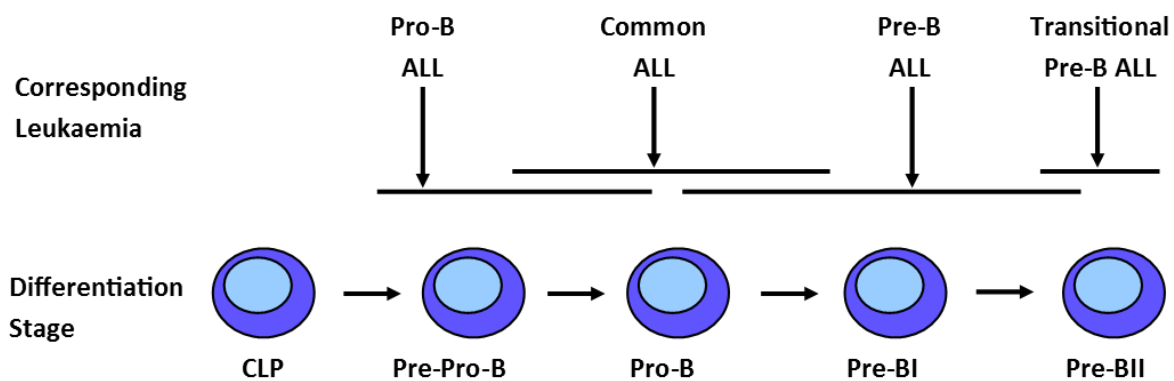 Pro-B Common Pre-B Transitional
ALL ALL ALL Pre-B ALL
Corresponding
Leukaemia
Differentiation
Stage
CLP Pre-Pro-B Pro-B Pre-BI Pre-BII